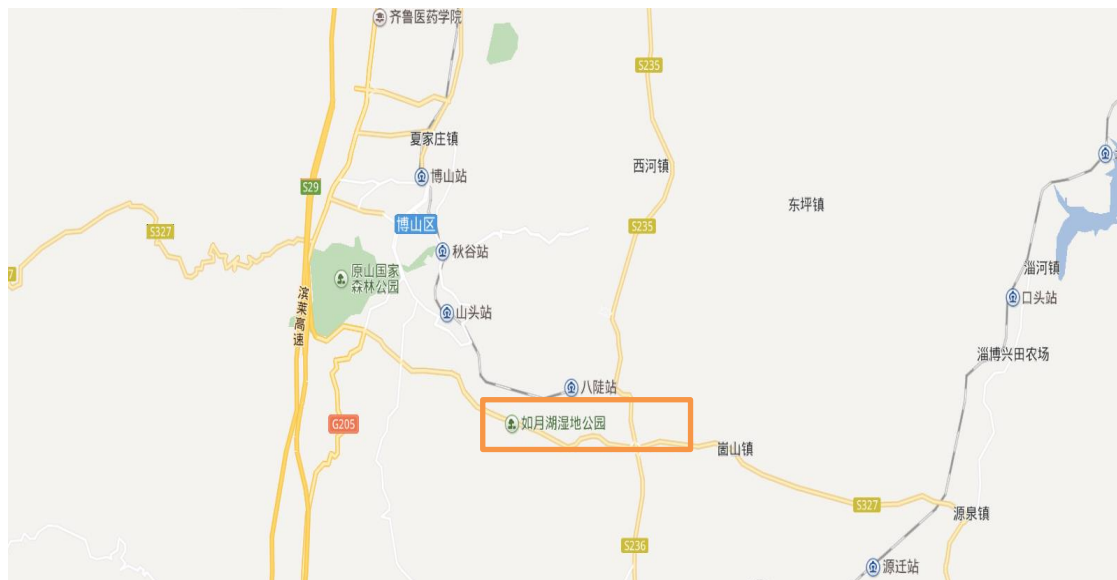 齐鲁医药学院
S235
夏家庄镇
博山站
西河镇
S29
东坪镇
博山区
S327
S235
秋谷站
原山国家
森林公园
淄河镇
7
滨莱高速
口头站
山头站
淄博兴田农场
八陡站
G205
如月湖湿地公园
崮山镇
S327
源泉镇
S236
源迁站